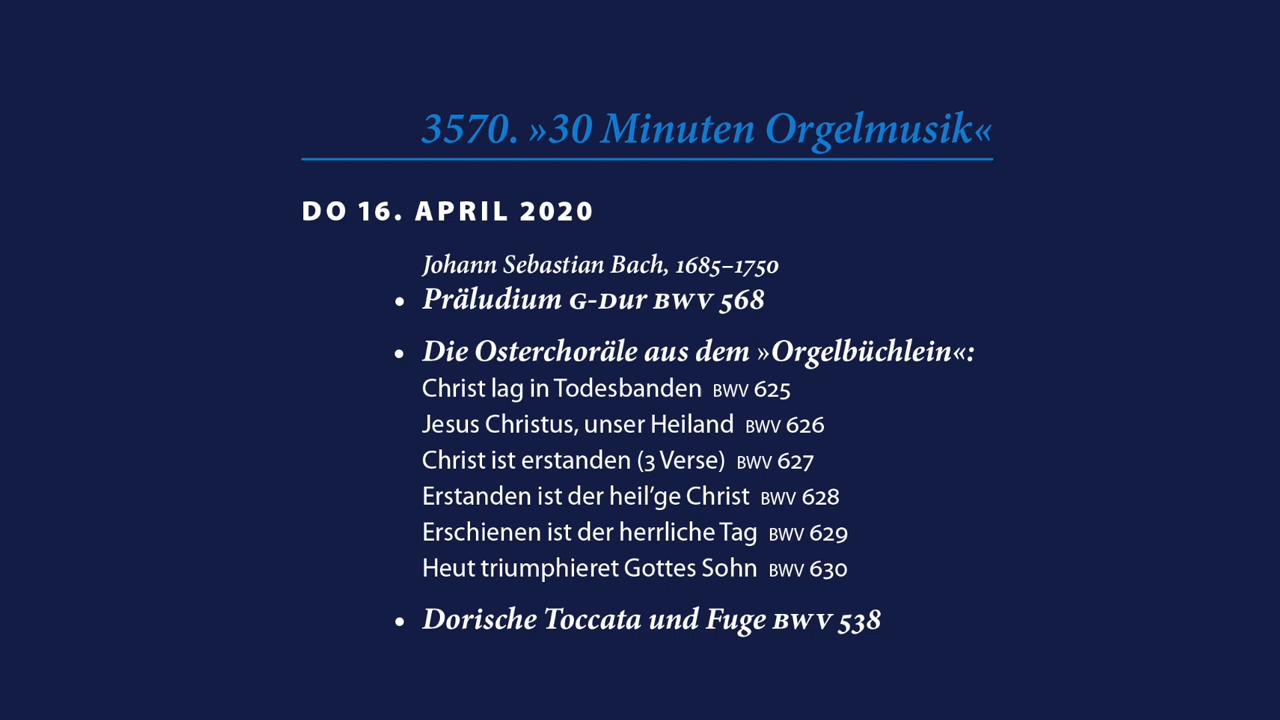 3570. »30 Minuten Orgelmusik«
DO 16. APRIL 2020
Johann Sebastian Bach, 1685–1750
• Präludium G-Dur BWV 568
• Die Osterchoräle aus dem »Orgelbüchlein«:
Christ lag in Todesbanden BWV 625
Jesus Christus, unser Heiland BWV 626
Christ ist erstanden (3 Verse) BWV 627
Erstanden ist der heil’ge Christ BWV 628
Erschienen ist der herrliche Tag BWV 629
Heut triumphieret Gottes Sohn BWV 630
• Dorische Toccata und Fuge BWV 538